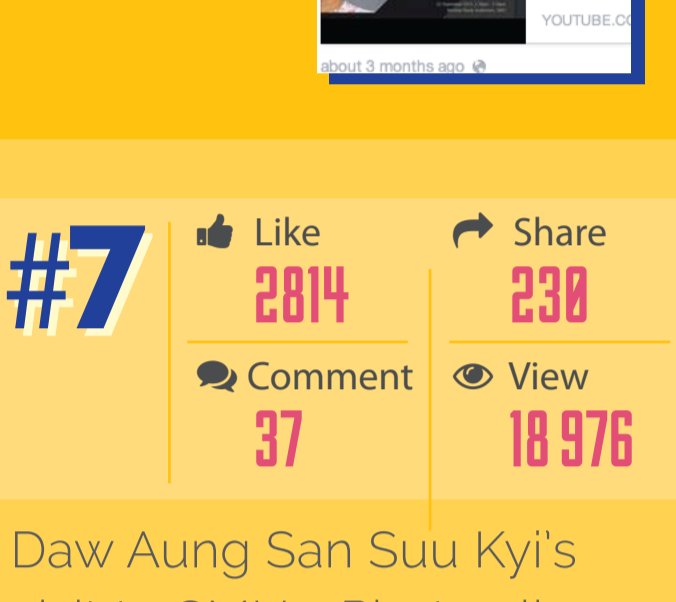 YOUTUBE.CO
about 3 months ago
#7
Like
2814
Share
230
Comment
37
View
18 976
Daw Aung San Suu Kyi's